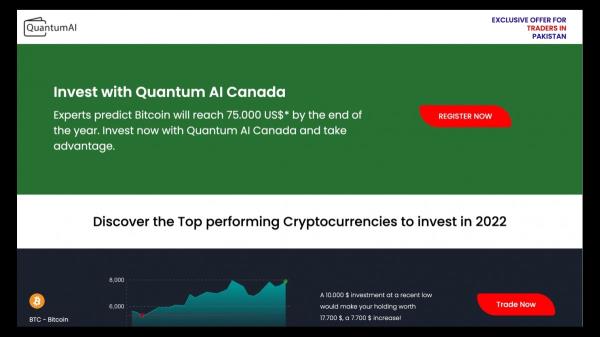 QuantumAI
EXCLUSIVE OFFER FOR
TRADERS IN
PAKISTAN
Invest with Quantum AI Canada
Experts predict Bitcoin will reach 75.000 US$* by the end of
the year. Invest now with Quantum AI Canada and take
advantage.
REGISTER NOW
Discover the Top performing Cryptocurrencies to invest in 2022
8,000
6,000
BTC - Bitcoin
A 10.000 $ investment at a recent low
would make your holding worth
17.700 $, a 7.700 $ increase!
Trade Now